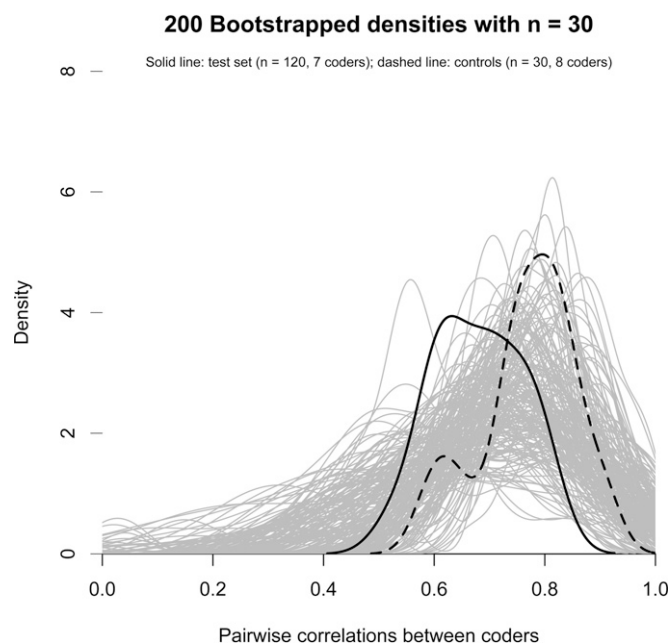 200 Bootstrapped densities with n = 30
Solid line: test set (n = 120, 7 coders); dashed line: controls (n = 30, 8 coders)
8
6
4
2
0
Density
0.0 0.2 0.4 0.6 0.8 1.0
Pairwise correlations between coders